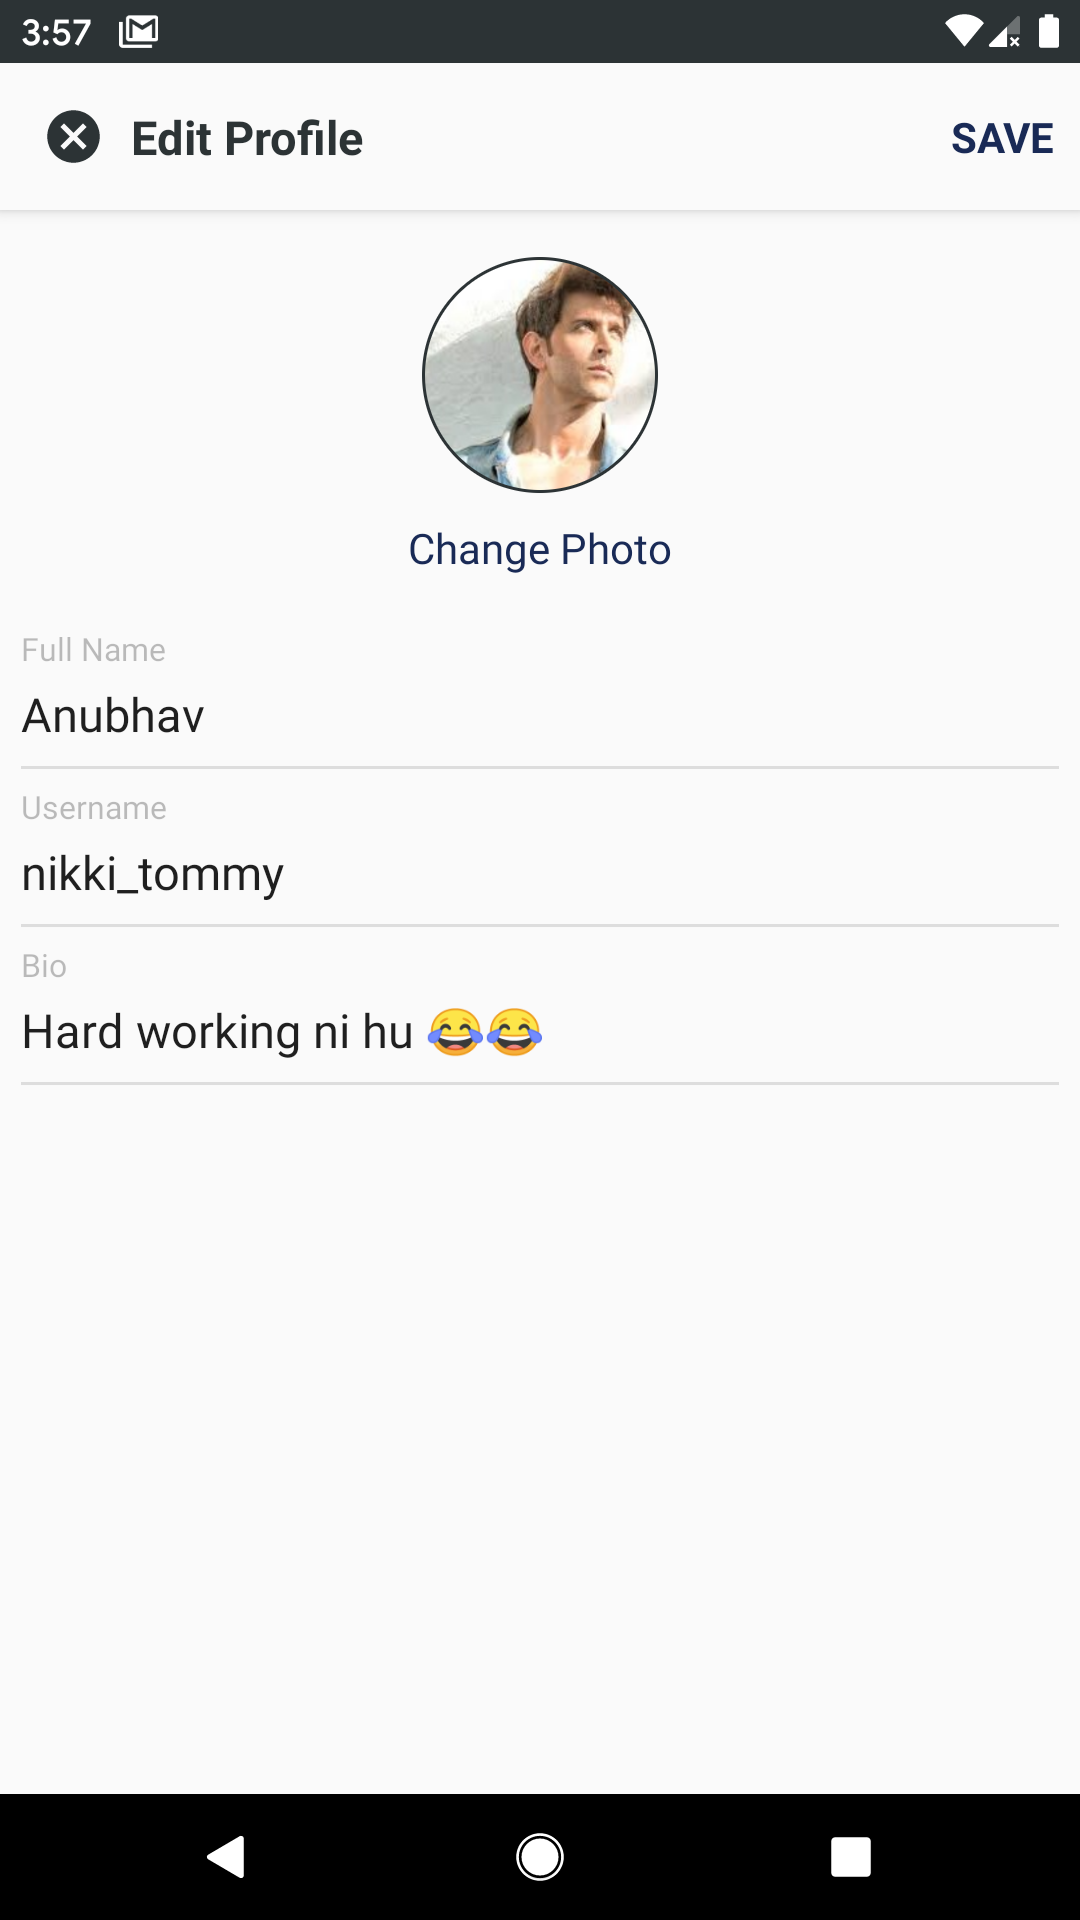 3:57
Edit Profile
SAVE
Change Photo
Full Name
Anubhav
Username
nikki_tommy
Bio
Hard working ni hu 😂😂